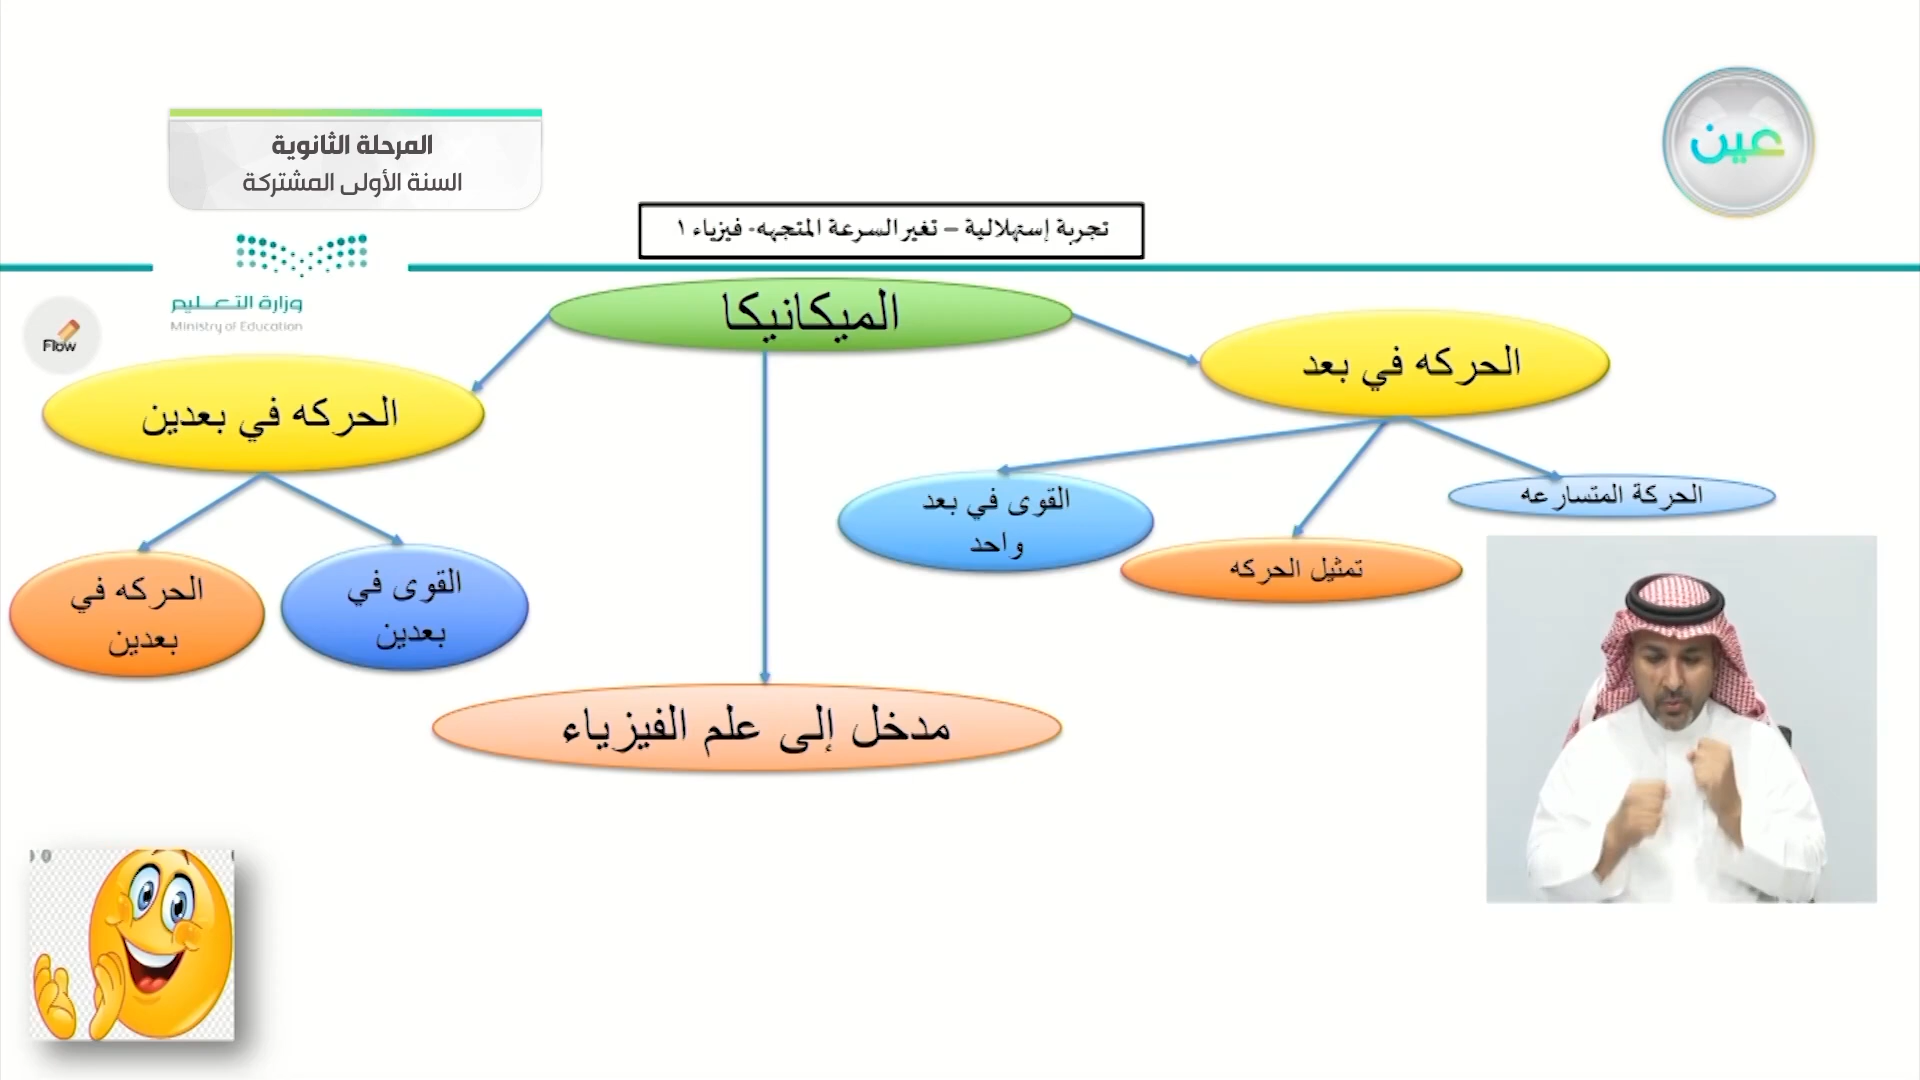 المرحلة الثانوية
السنة الأولى المشتركة
عين
تجربة إستهلالية – تغير السرعة المتجهه- فيزياء ١
وزارة التعليم
Ministry of Education
Flow
الميكانيكا
الحركه في بعد
الحركه في بعدين
الحركة المتسارعه
القوى في بعد
واحد
تمثيل الحركه
القوى في
بعدين
الحركه في
بعدين
مدخل إلى علم الفيزياء